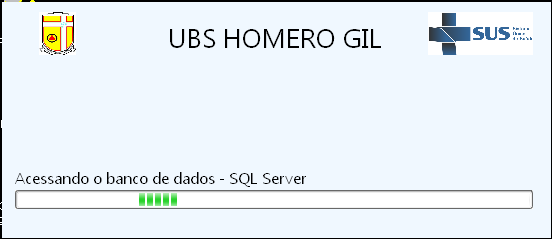 UBS HOMERO GIL
SUS
Acessando o banco de dados - SQL Server